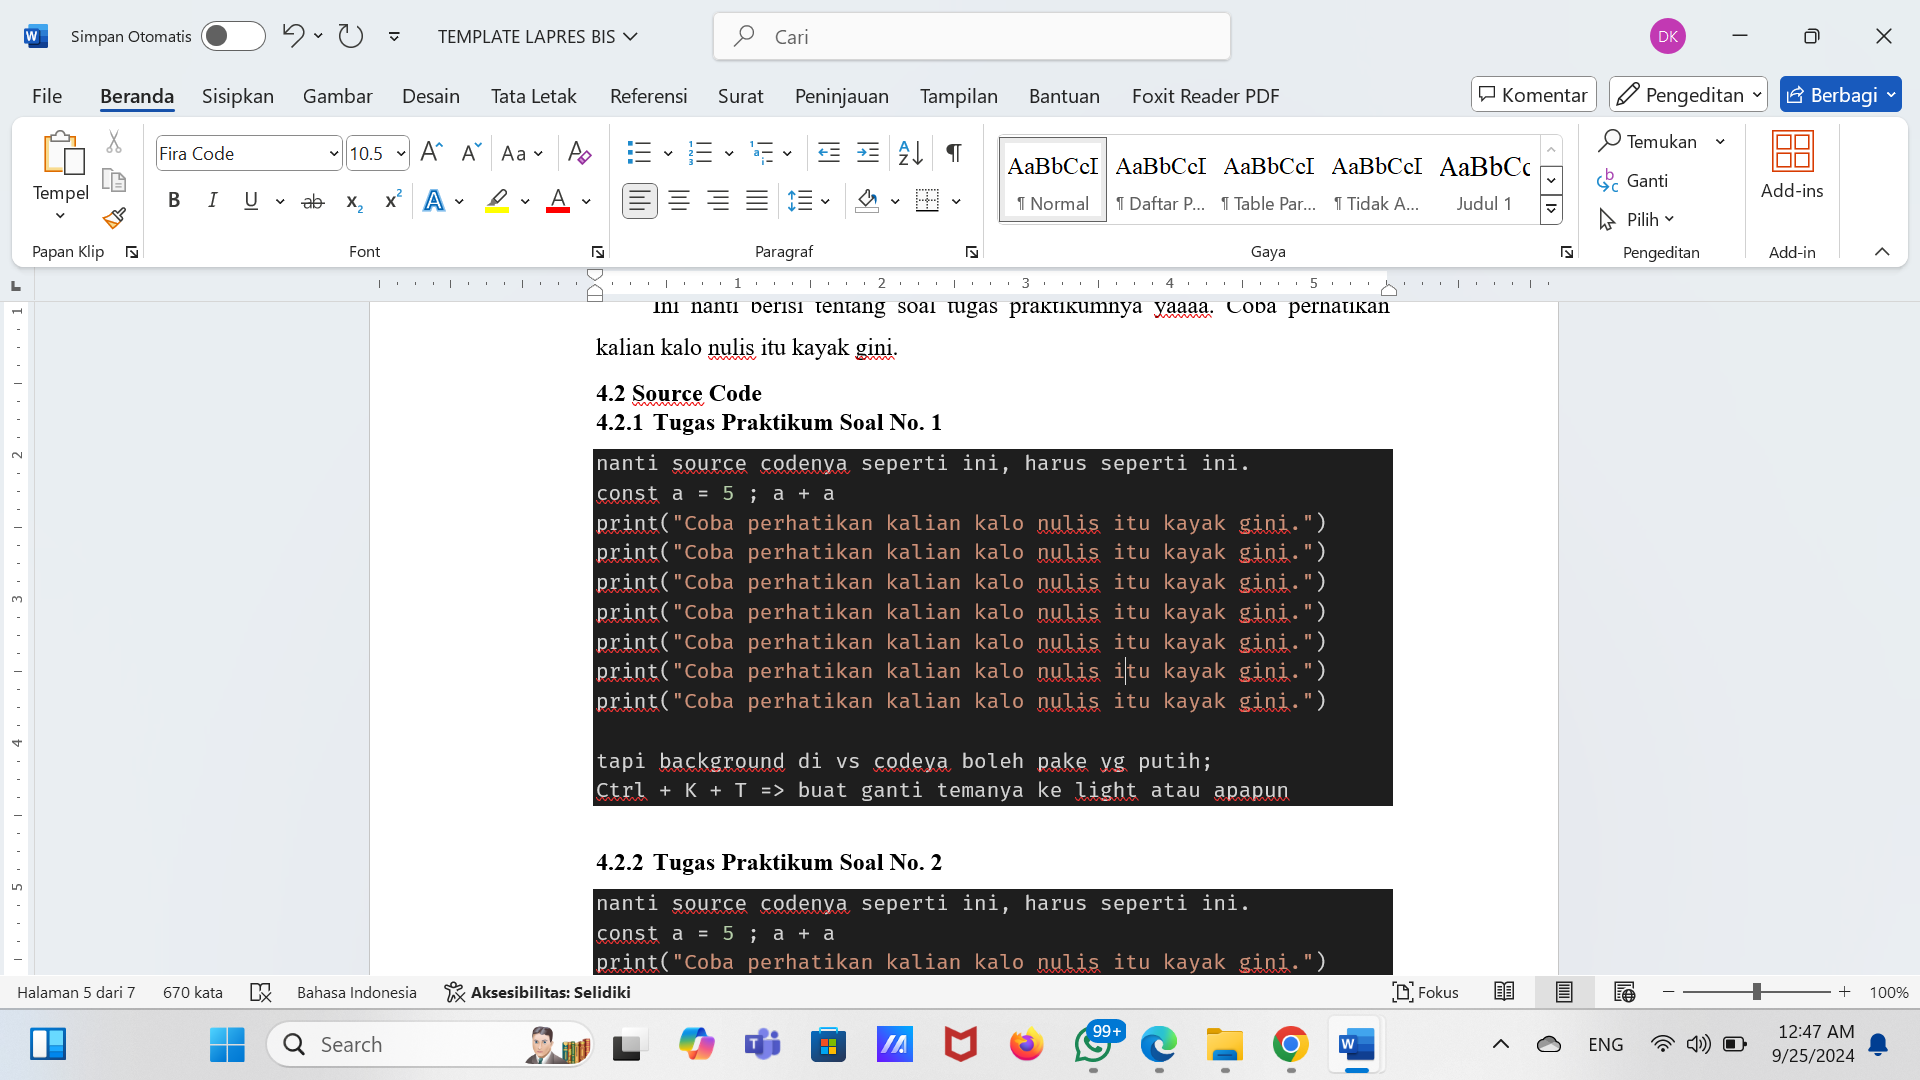 Simpan Otomatis
TEMPLATE LAPRES BIS
Cari
DK
File Beranda Sisipkan Gambar Desain Tata Letak Referensi Surat Peninjauan Tampilan Bantuan Foxit Reader PDF
Komentar Pengeditan Berbagi
Tempel
Papan Klip
Fira Code 10.5
Font
Paragraf
AaBbCcI AaBbCcI AaBbCcI AaBbCcI AaBbCc
¶ Normal ¶ Daftar P... ¶ Table Par... ¶ Tidak A... Judul 1
Gaya
Temukan
Ganti
Pilih
Pengeditan
Add-ins
Add-in
1 2 3 4 5
1
2
3
4
5
Ini nanti berisi tentang soal tugas praktikumnya yaaaa. Coba perhatikan
kalian kalo nulis itu kayak gini.
4.2 Source Code
4.2.1 Tugas Praktikum Soal No. 1
nanti source codenya seperti ini, harus seperti ini.
const a = 5 ; a + a
print("Coba perhatikan kalian kalo nulis itu kayak gini.")
print("Coba perhatikan kalian kalo nulis itu kayak gini.")
print("Coba perhatikan kalian kalo nulis itu kayak gini.")
print("Coba perhatikan kalian kalo nulis itu kayak gini.")
print("Coba perhatikan kalian kalo nulis itu kayak gini.")
print("Coba perhatikan kalian kalo nulis itu kayak gini.")
print("Coba perhatikan kalian kalo nulis itu kayak gini.")
tapi background di vs codeya boleh pake yg putih;
Ctrl + K + T => buat ganti temanya ke light atau apapun
4.2.2 Tugas Praktikum Soal No. 2
nanti source codenya seperti ini, harus seperti ini.
const a = 5 ; a + a
print("Coba perhatikan kalian kalo nulis itu kayak gini.")
Halaman 5 dari 7 670 kata Bahasa Indonesia Aksesibilitas: Selidiki
Fokus
100%
Search
99+
ENG
12:47 AM
9/25/2024